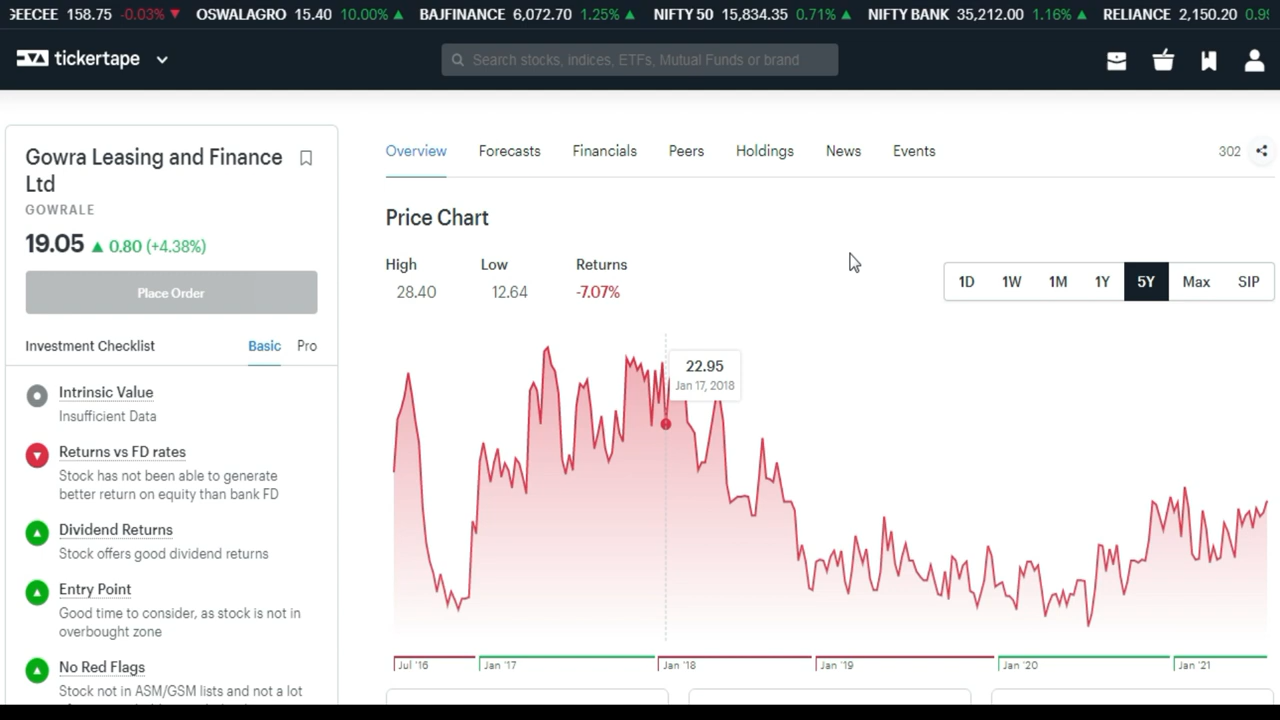 GEECEE 158.75 -0.03% ▼ OSWALAGRO 15.40 10.00% ▲ BAJFINANCE 6,072.70 1.25% ▲ NIFTY 50 15,834.35 0.71% ▲ NIFTY BANK 35,212.00 1.16% ▲ RELIANCE 2,150.20
tickertape
Search stocks, indices, ETFs, Mutual Funds or brand
Gowra Leasing and Finance
Ltd
GOWRALE
19.05 ▲ 0.80 (+4.38%)
Place Order
Investment Checklist Basic Pro
Intrinsic Value
Insufficient Data
Returns vs FD rates
Stock has not been able to generate
better return on equity than bank FD
Dividend Returns
Stock offers good dividend returns
Entry Point
Good time to consider, as stock is not in
overbought zone
No Red Flags
Stock not in ASM/GSM lists and not a lot
Overview Forecasts Financials Peers Holdings News Events 302
Price Chart
High Low Returns
28.40 12.64 -7.07%
1D 1W 1M 1Y 5Y Max SIP
22.95
Jan 17, 2018
Jul '16 Jan '17 Jan '18 Jan '19 Jan '20 Jan '21